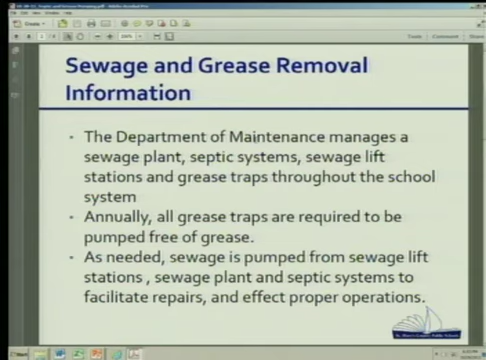 Sewage and Grease Removal
Information
• The Department of Maintenance manages a
sewage plant, septic systems, sewage lift
stations and grease traps throughout the school
system
• Annually, all grease traps are required to be
pumped free of grease.
• As needed, sewage is pumped from sewage lift
stations , sewage plant and septic systems to
facilitate repairs, and effect proper operations.